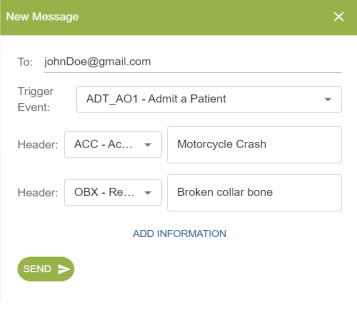 New Message
To: johnDoe@gmail.com
Trigger
Event: ADT_AO1 - Admit a Patient
Header: ACC - Ac... Motorcycle Crash
Header: OBX - Re... Broken collar bone
ADD INFORMATION
SEND